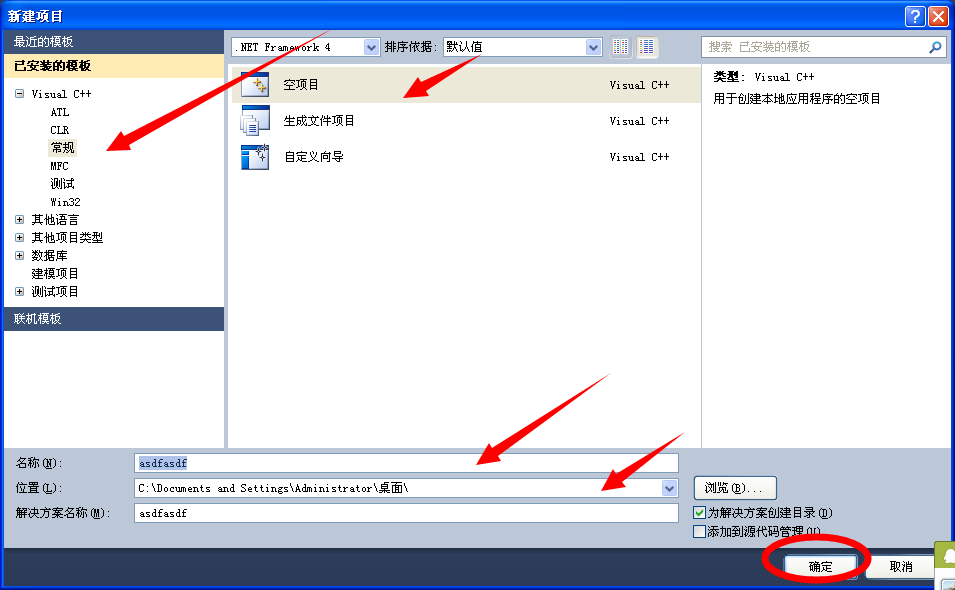 新建项目
最近的模板
已安装的模板
Visual C++
ATL
CLR
常规
MFC
测试
Win32
其他语言
其他项目类型
数据库
建模项目
测试项目
联机模板
.NET Framework 4 排序依据: 默认值
空项目 Visual C++
生成文件项目 Visual C++
自定义向导 Visual C++
搜索 已安装的模板
类型: Visual C++
用于创建本地应用程序的空项目
名称(N): asdfasdf
位置(L): C:\Documents and Settings\Administrator\桌面\ 浏览(B)...
解决方案名称(M): asdfasdf
为解决方案创建目录(D)
添加到源代码管理(U)
确定 取消